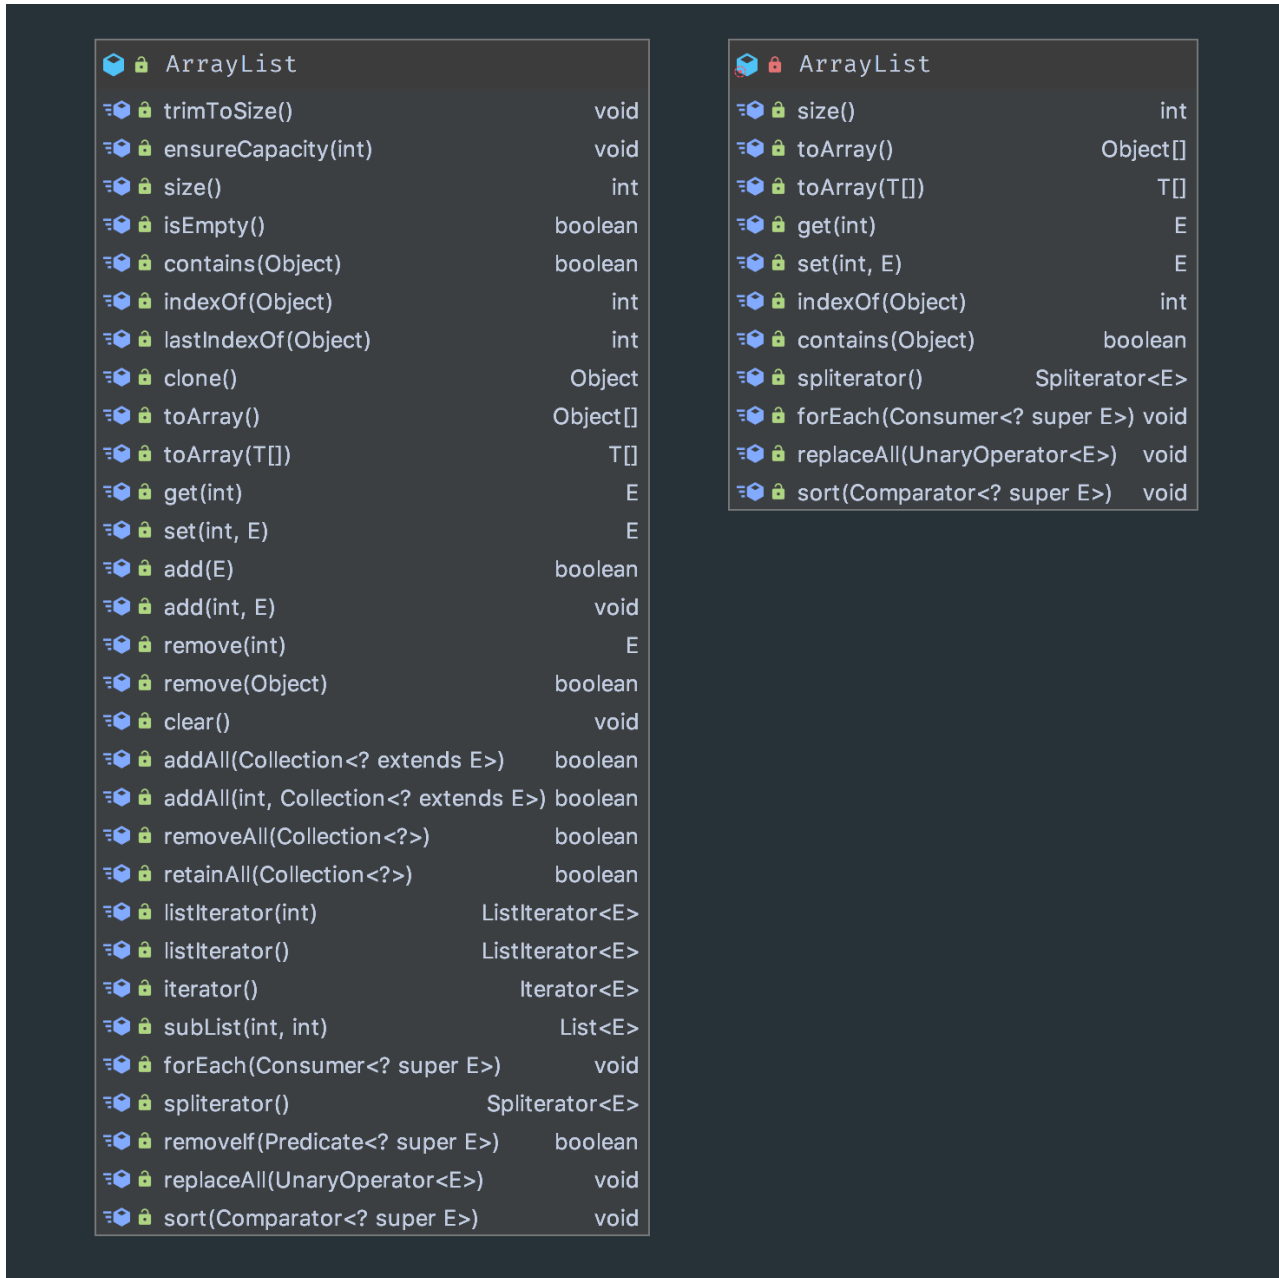 ArrayList
trimToSize() void
ensureCapacity(int) void
size() int
isEmpty() boolean
contains(Object) boolean
indexOf(Object) int
lastIndexOf(Object) int
clone() Object
toArray() Object[]
toArray(T[]) T[]
get(int) E
set(int, E) E
add(E) boolean
add(int, E) void
remove(int) E
remove(Object) boolean
clear() void
addAll(Collection<? extends E>) boolean
addAll(int, Collection<? extends E>) boolean
removeAll(Collection<?>) boolean
retainAll(Collection<?>) boolean
listIterator(int) ListIterator<E>
listIterator() ListIterator<E>
iterator() Iterator<E>
subList(int, int) List<E>
forEach(Consumer<? super E>) void
spliterator() Spliterator<E>
removeIf(Predicate<? super E>) boolean
replaceAll(UnaryOperator<E>) void
sort(Comparator<? super E>) void
ArrayList
size() int
toArray() Object[]
toArray(T[]) T[]
get(int) E
set(int, E) E
indexOf(Object) int
contains(Object) boolean
spliterator() Spliterator<E>
forEach(Consumer<? super E>) void
replaceAll(UnaryOperator<E>) void
sort(Comparator<? super E>) void